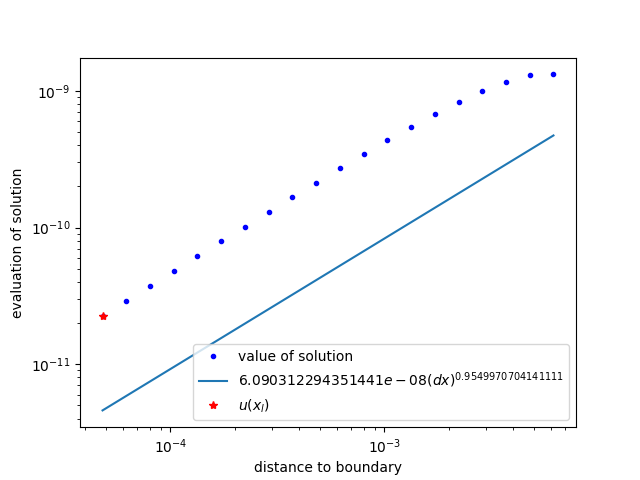 10⁻⁹
10⁻¹⁰
10⁻¹¹
evaluation of solution
value of solution
6.090312294351441e − 08(dx)^0.9549970704141111
u(x_l)
10⁻⁴ 10⁻³
distance to boundary